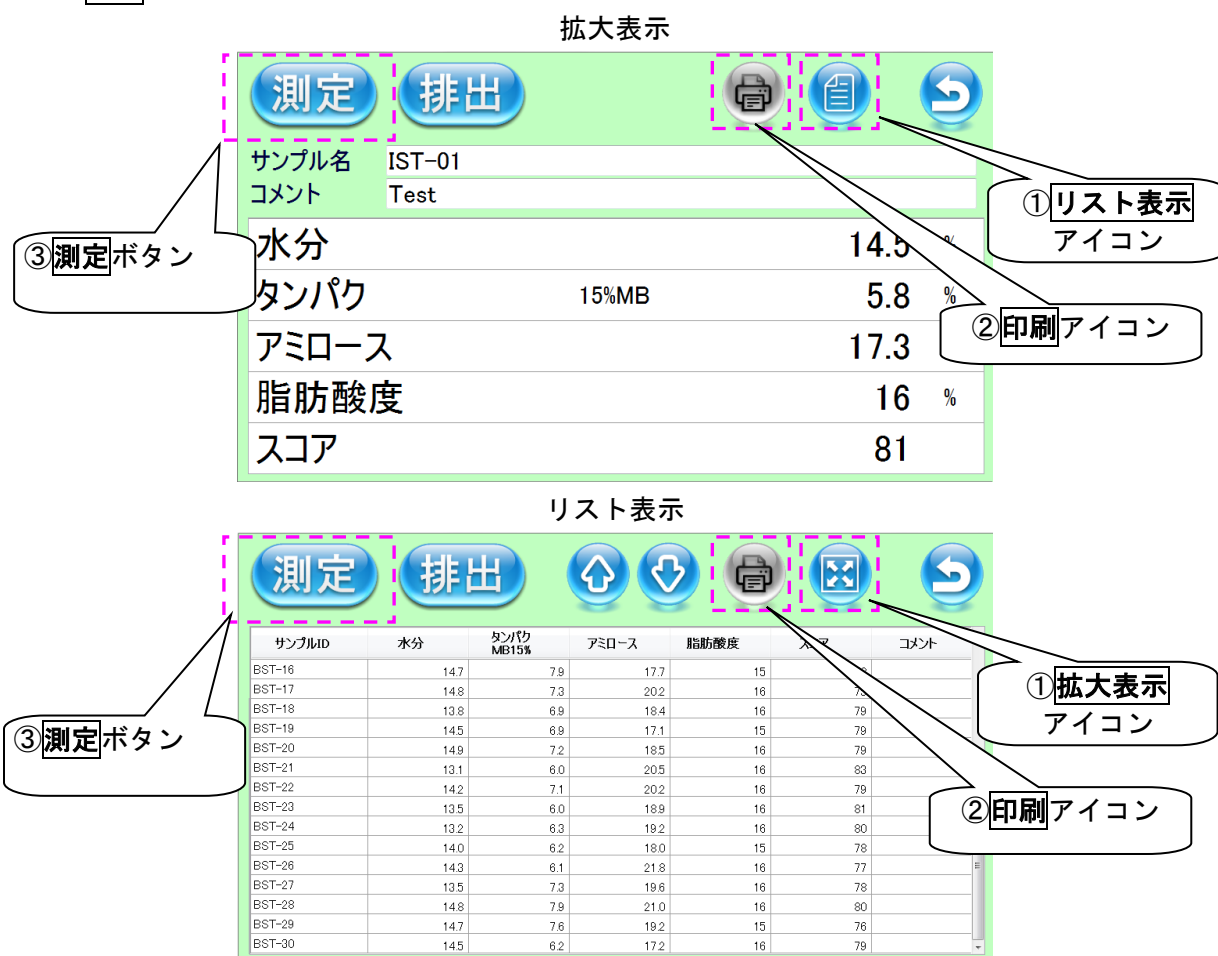 拡大表示
測定 排出
サンプル名 IST-01
コメント Test
①リスト表示
アイコン
③測定ボタン
水分 14.5 %
タンパク 15%MB 5.8 %
②印刷アイコン
アミロース 17.3
脂肪酸度 16 %
スコア 81
リスト表示
測定 排出
サンプルID 水分 タンパク MB15% アミロース 脂肪酸度 コメント
BST-16 14.7 7.9 17.7 15
BST-17 14.8 7.3 20.2 16
BST-18 13.8 6.9 18.4 16 79
BST-19 14.5 6.9 17.1 15 79
BST-20 14.9 7.2 18.5 16 79
BST-21 13.1 6.0 20.5 16 83
BST-22 14.2 7.1 20.2 16 79
BST-23 13.5 6.0 18.9 16 81
BST-24 13.2 6.3 19.2 16 80
BST-25 14.0 6.2 18.0 15 78
BST-26 14.3 6.1 21.8 16 77
BST-27 13.5 7.3 19.6 16 78
BST-28 14.8 7.9 21.0 16 80
BST-29 14.7 7.6 19.2 15 76
BST-30 14.5 6.2 17.2 16 79
①拡大表示
アイコン
③測定ボタン
②印刷アイコン